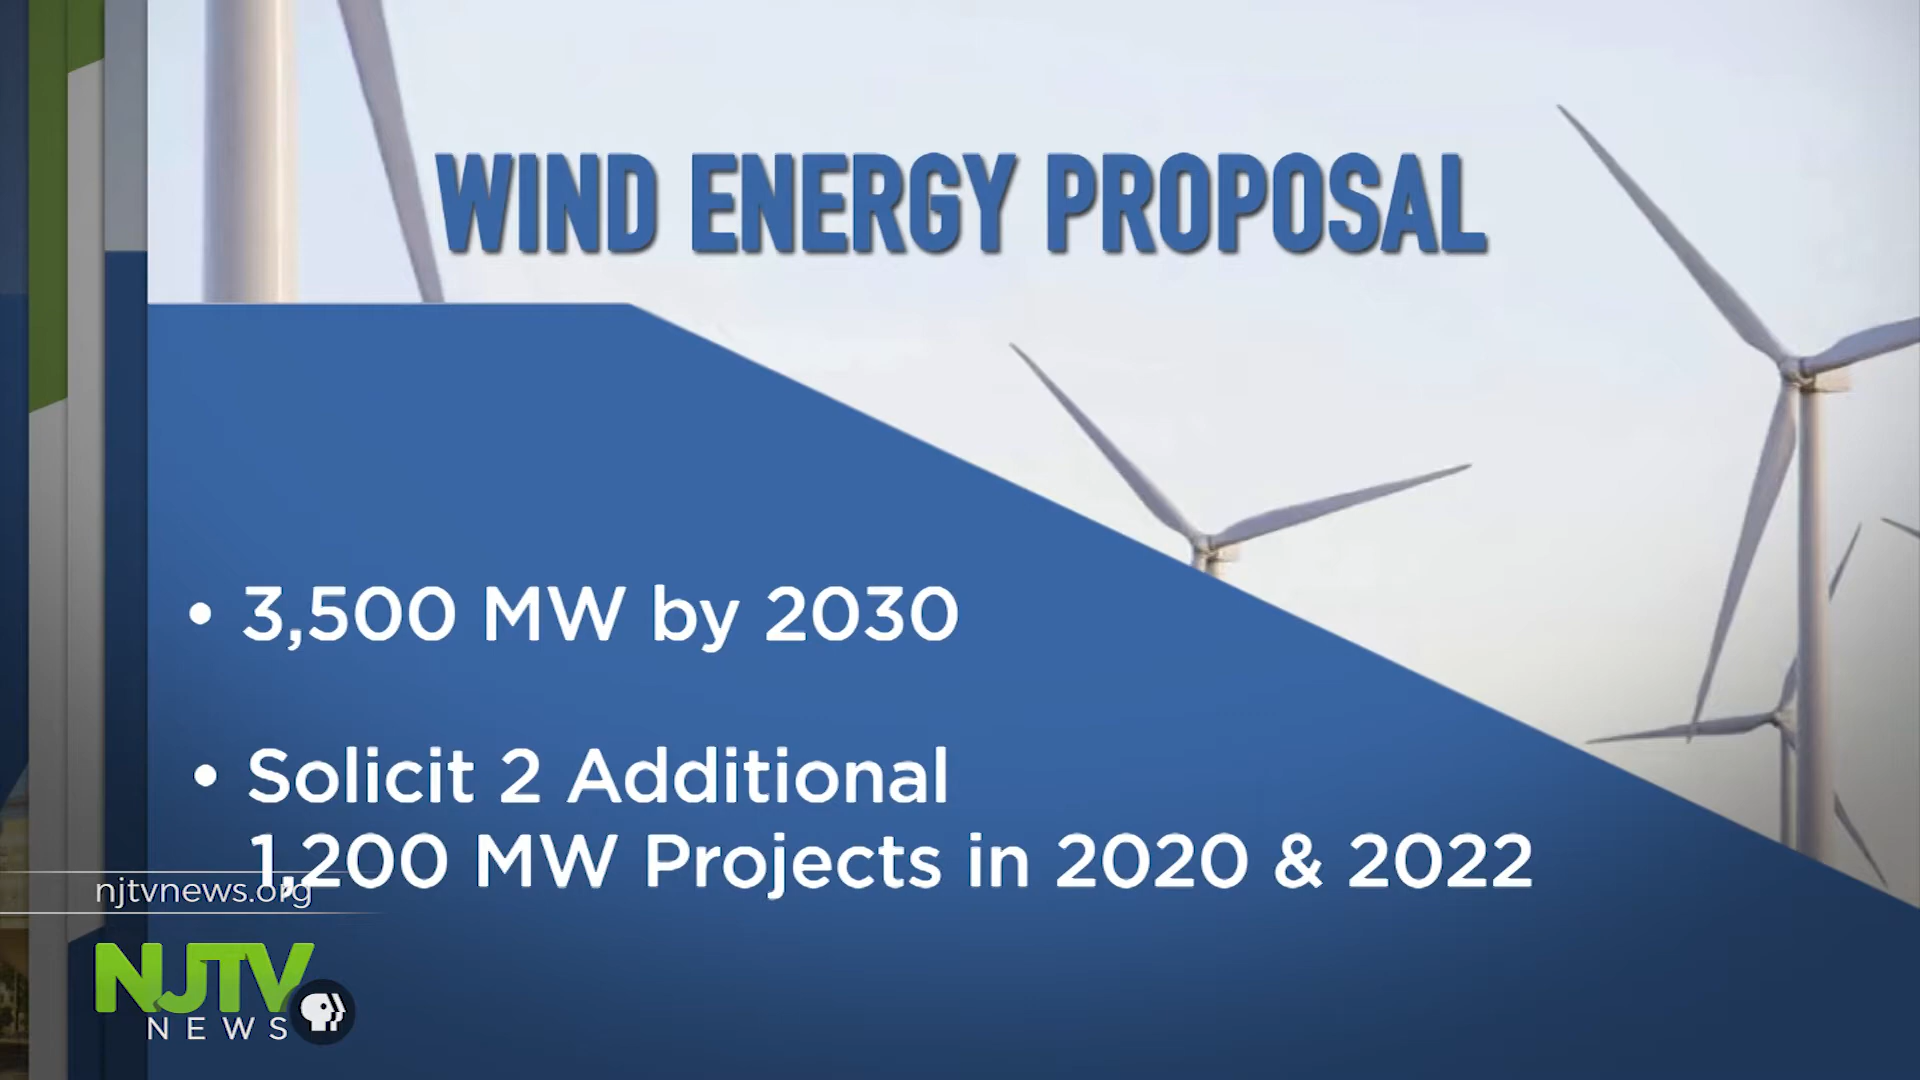 WIND ENERGY PROPOSAL
• 3,500 MW by 2030
• Solicit 2 Additional
1,200 MW Projects in 2020 & 2022
njtvnews.org
NJTV
NEWS